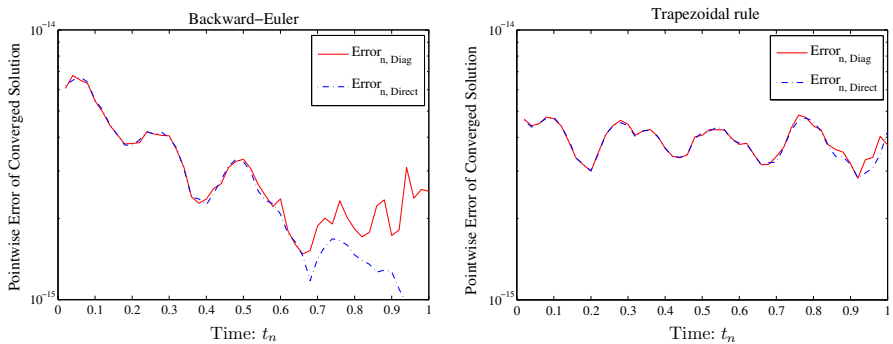 Backward–Euler
Pointwise Error of Converged Solution
10^-14
10^-15
Error_n, Diag
Error_n, Direct
0 0.1 0.2 0.3 0.4 0.5 0.6 0.7 0.8 0.9 1
Time: t_n
Trapezoidal rule
Pointwise Error of Converged Solution
10^-14
10^-15
Error_n, Diag
Error_n, Direct
0 0.1 0.2 0.3 0.4 0.5 0.6 0.7 0.8 0.9 1
Time: t_n